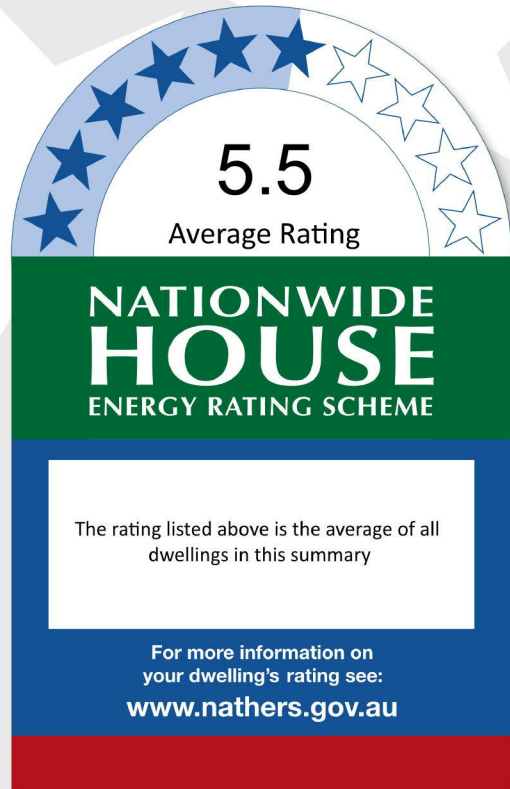 5.5
Average Rating
NATIONWIDE
HOUSE
ENERGY RATING SCHEME
The rating listed above is the average of all
dwellings in this summary
For more information on
your dwelling's rating see:
www.nathers.gov.au